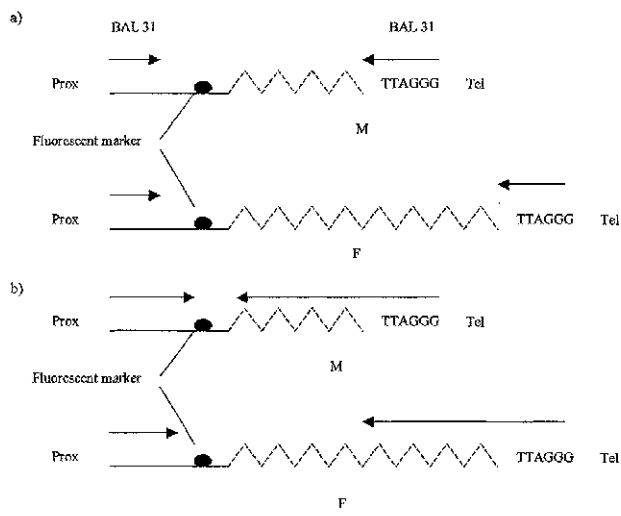 a)
BAL 31 BAL 31
Prox TTAGGG Tel
M
Fluorescent marker
Prox TTAGGG Tel
F
b)
Prox TTAGGG Tel
M
Fluorescent marker
Prox TTAGGG Tel
F